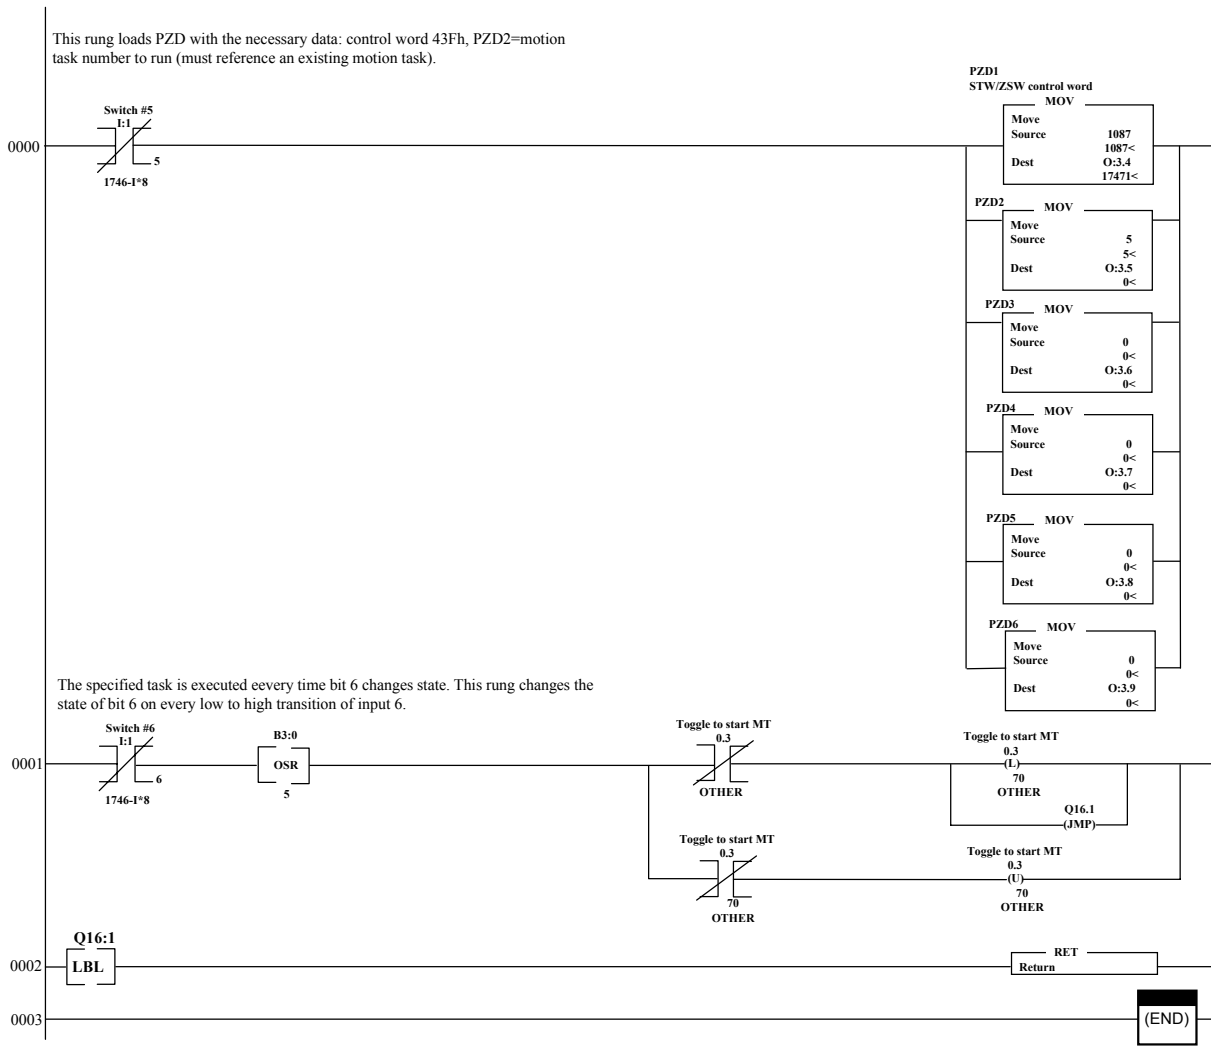 This rung loads PZD with the necessary data: control word 43Fh, PZD2=motion
task number to run (must reference an existing motion task).
PZD1
STW/ZSW control word
MOV
Move
Source 1087
1087<
Dest O:3.4
17471<
Switch #5
I:1
0000
5
1746-I*8
PZD2
MOV
Move
Source 5
5<
Dest O:3.5
0<
PZD3
MOV
Move
Source 0
0<
Dest O:3.6
0<
PZD4
MOV
Move
Source 0
0<
Dest O:3.7
0<
PZD5
MOV
Move
Source 0
0<
Dest O:3.8
0<
PZD6
MOV
Move
Source 0
0<
Dest O:3.9
0<
The specified task is executed eevery time bit 6 changes state. This rung changes the
state of bit 6 on every low to high transition of input 6.
Switch #6
I:1
0001
6
1746-I*8
B3:0
OSR
5
Toggle to start MT
0.3
OTHER
Toggle to start MT
0.3
(L)
70
OTHER
Q16.1
(JMP)
Toggle to start MT
0.3
70
OTHER
Toggle to start MT
0.3
(U)
70
OTHER
Q16:1
0002
LBL
RET
Return
0003
(END)